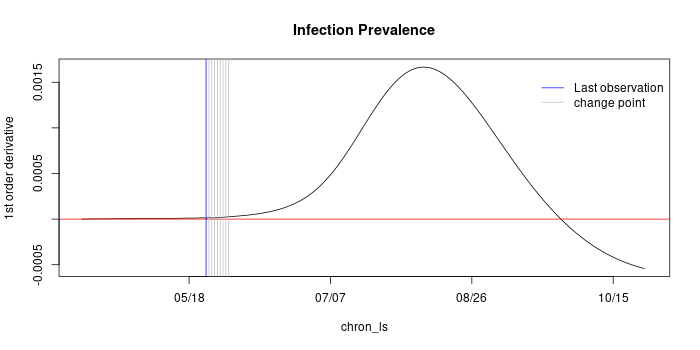 Infection Prevalence
1st order derivative
0.0015
0.0005
-0.0005
Last observation
change point
05/18
07/07
08/26
10/15
chron_ls